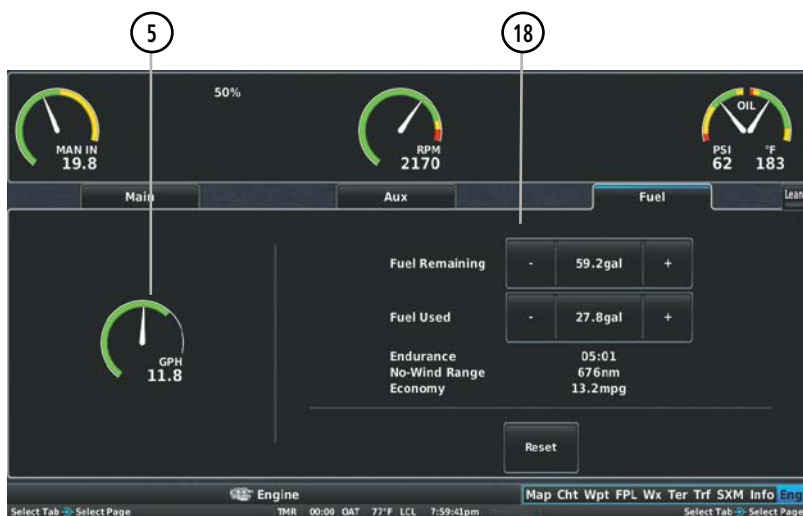 5
18
50%
MAN IN
19.8
RPM
2170
OIL
PSI
°F
62
183
Main
Aux
Fuel
Lean
Fuel Remaining
-
59.2gal
+
Fuel Used
-
27.8gal
+
Endurance
05:01
No-Wind Range
676nm
Economy
13.2mpg
GPH
11.8
Reset
Engine
Map Cht Wpt FPL Wx Ter Trf SXM Info Eng
Select Tab Select Page
TMR 00:00 OAT 77°F LCL 7:59:41pm
Select Tab Select Page